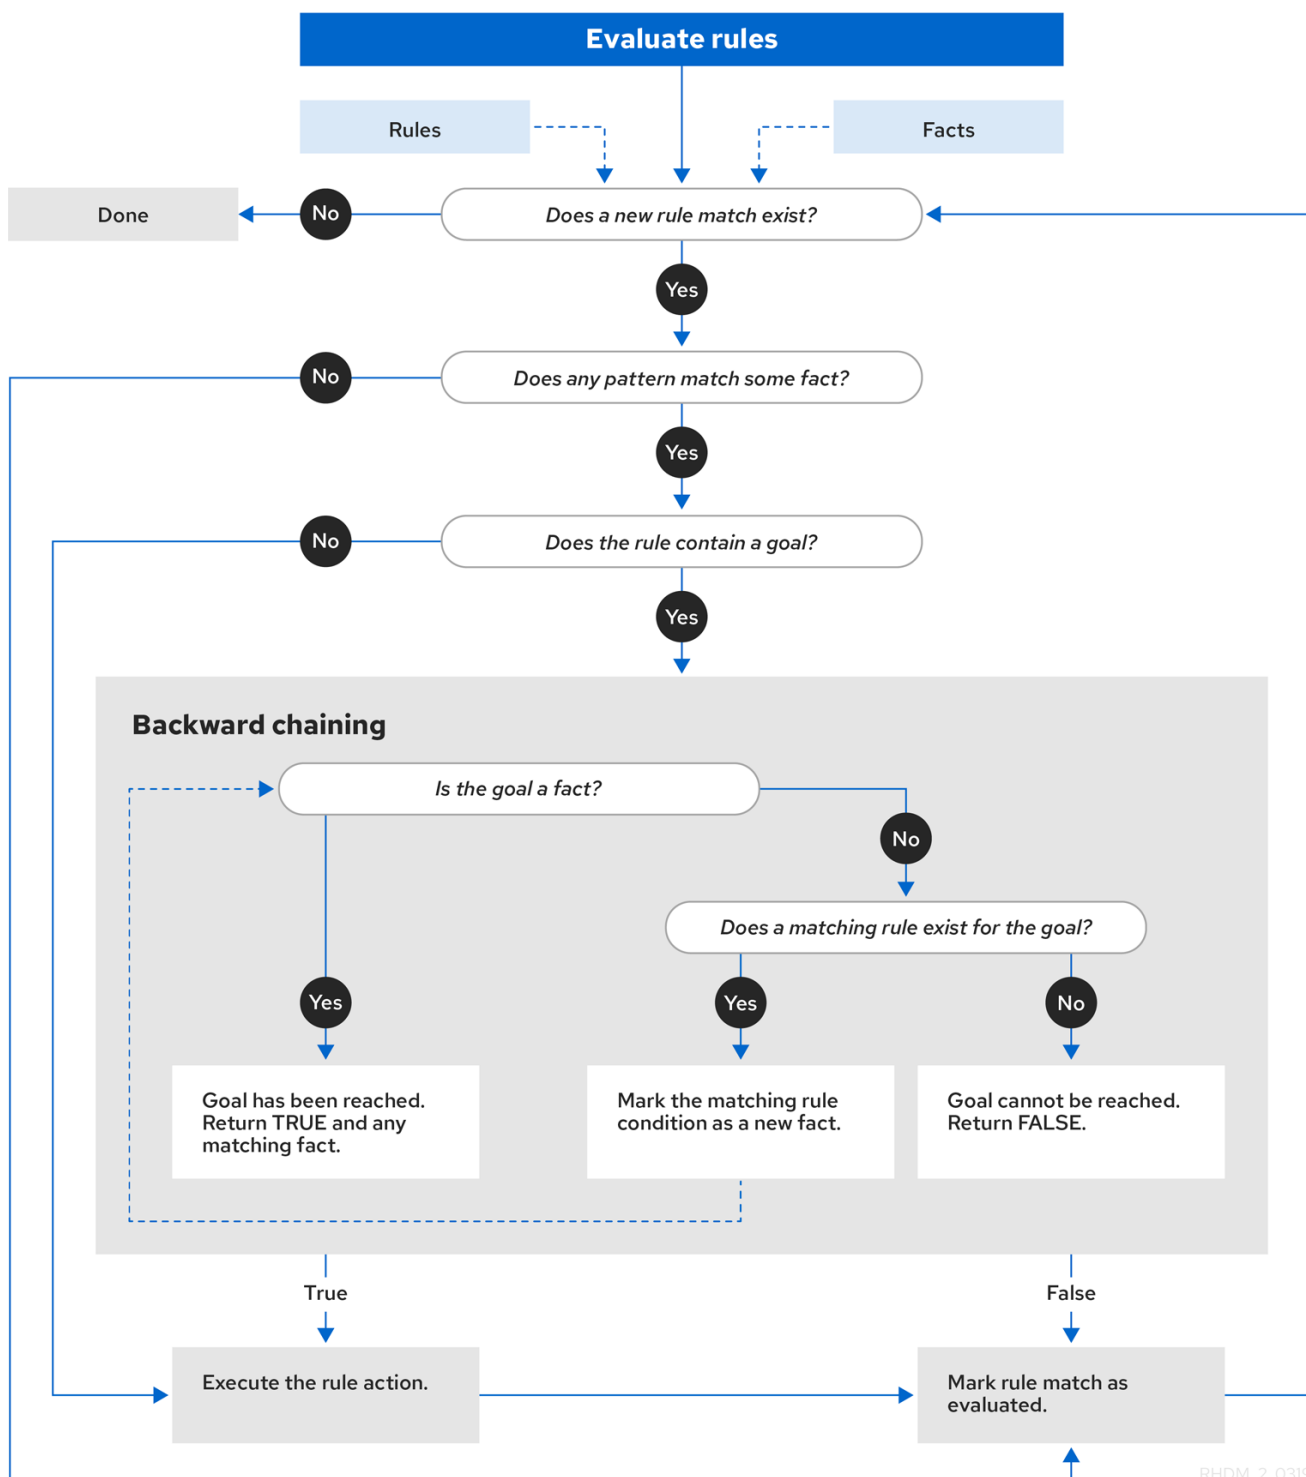 Evaluate rules
Rules
Facts
Done
No
Does a new rule match exist?
Yes
No
Does any pattern match some fact?
Yes
No
Does the rule contain a goal?
Yes
Backward chaining
Is the goal a fact?
No
Does a matching rule exist for the goal?
Yes
Yes
No
Goal has been reached.
Return TRUE and any
matching fact.
Mark the matching rule
condition as a new fact.
Goal cannot be reached.
Return FALSE.
True
False
Execute the rule action.
Mark rule match as
evaluated.
RHDM_2_0319